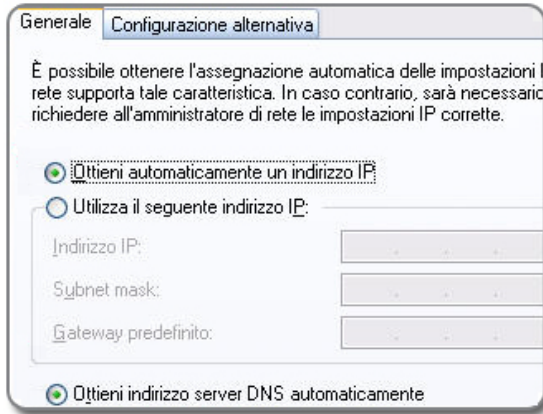 Generale
Configurazione alternativa
È possibile ottenere l'assegnazione automatica delle impostazioni
rete supporta tale caratteristica. In caso contrario, sarà
richiedere all'amministratore di rete le impostazioni IP corrette.
Ottieni automaticamente un indirizzo IP
Utilizza il seguente indirizzo IP:
Indirizzo IP:
Subnet mask:
Gateway predefinito:
Ottieni indirizzo server DNS automaticamente